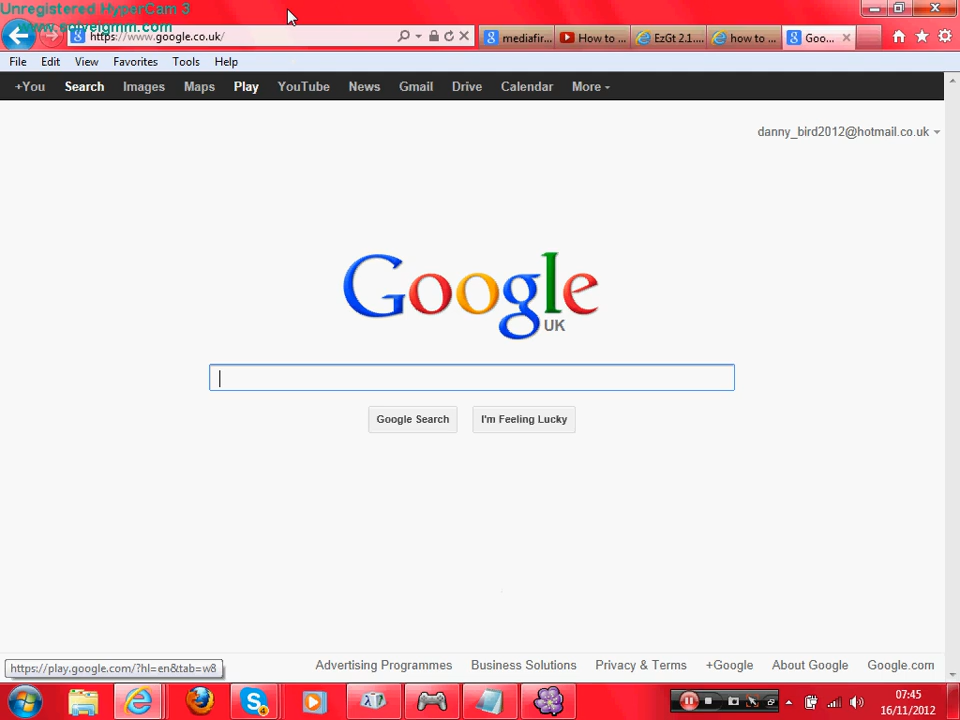 Unregistered HyperCam 3
www.solveigmm.com
https://www.google.co.uk/
mediafir...
How to ...
EzGt 2.1....
how to ...
Goo...
File Edit View Favorites Tools Help
+You Search Images Maps Play YouTube News Gmail Drive Calendar More
danny_bird2012@hotmail.co.uk
Google
UK
Google Search I'm Feeling Lucky
https://play.google.com/?hl=en&tab=w8
Advertising Programmes Business Solutions Privacy & Terms +Google About Google Google.com
07:45
16/11/2012